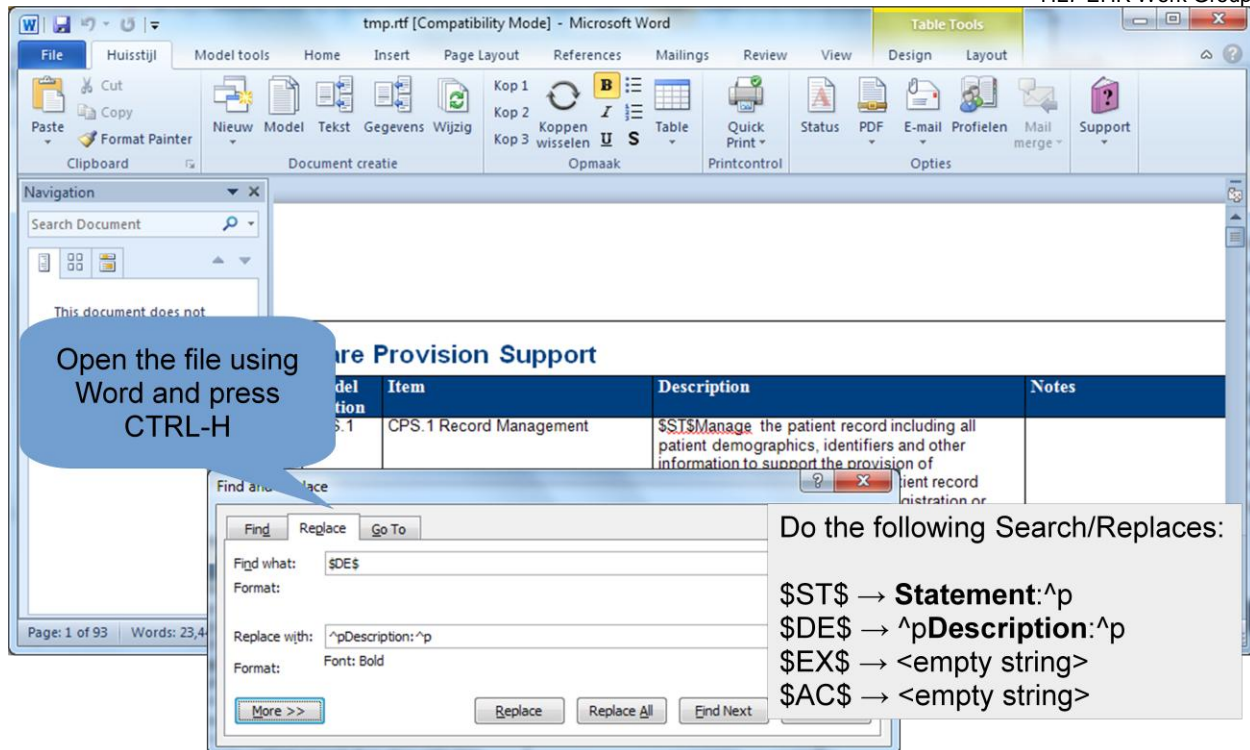 tmp.rtf [Compatibility Mode] - Microsoft Word
Table Tools
File Huisstijl Model tools Home Insert Page Layout References Mailings Review View Design Layout
Paste
Cut
Copy
Format Painter
Clipboard
Nieuw Model Tekst Gegevens Wijzig
Document creatie
Kop 1
Kop 2
Kop 3
Koppen wisselen
B
I
U S
Table
Opmaak
Quick Print
Printcontrol
Status PDF E-mail Profielen Mail merge
Opties
Support
Navigation
Search Document
This document does not
Open the file using
Word and press
CTRL-H
Provision Support
Item Description Notes
CPS.1 Record Management
$ST$Manage the patient record including all
patient demographics, identifiers and other
information to support the provision of
Find and
Find Replace Go To
Find what: $DE$
Format:
Replace with: ^pDescription:^p
Format: Font: Bold
More >> Replace Replace All Find Next
Page: 1 of 93 Words: 23,4
Do the following Search/Replaces:
$ST$ → Statement:^p
$DE$ → ^pDescription:^p
$EX$ → <empty string>
$AC$ → <empty string>